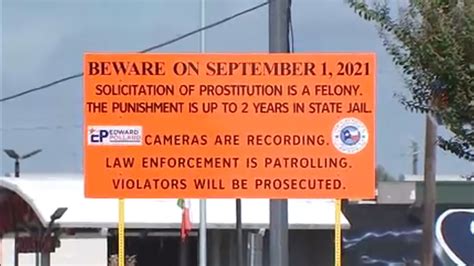 BEWARE ON SEPTEMBER 1, 2021
SOLICITATION OF PROSTITUTION IS A FELONY.
THE PUNISHMENT IS UP TO 2 YEARS IN STATE JAIL.
EP EDWARD POLLARD
CAMERAS ARE RECORDING.
LAW ENFORCEMENT IS PATROLLING.
VIOLATORS WILL BE PROSECUTED.